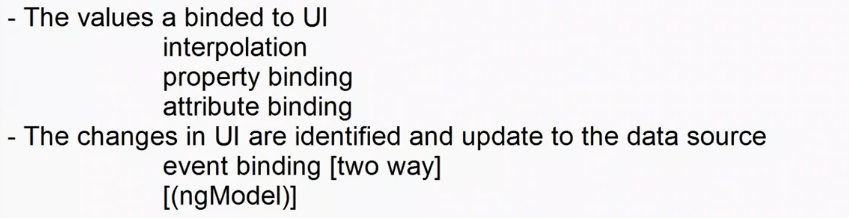 - The values a binded to UI
interpolation
property binding
attribute binding
- The changes in UI are identified and update to the data source
event binding [two way]
[(ngModel)]